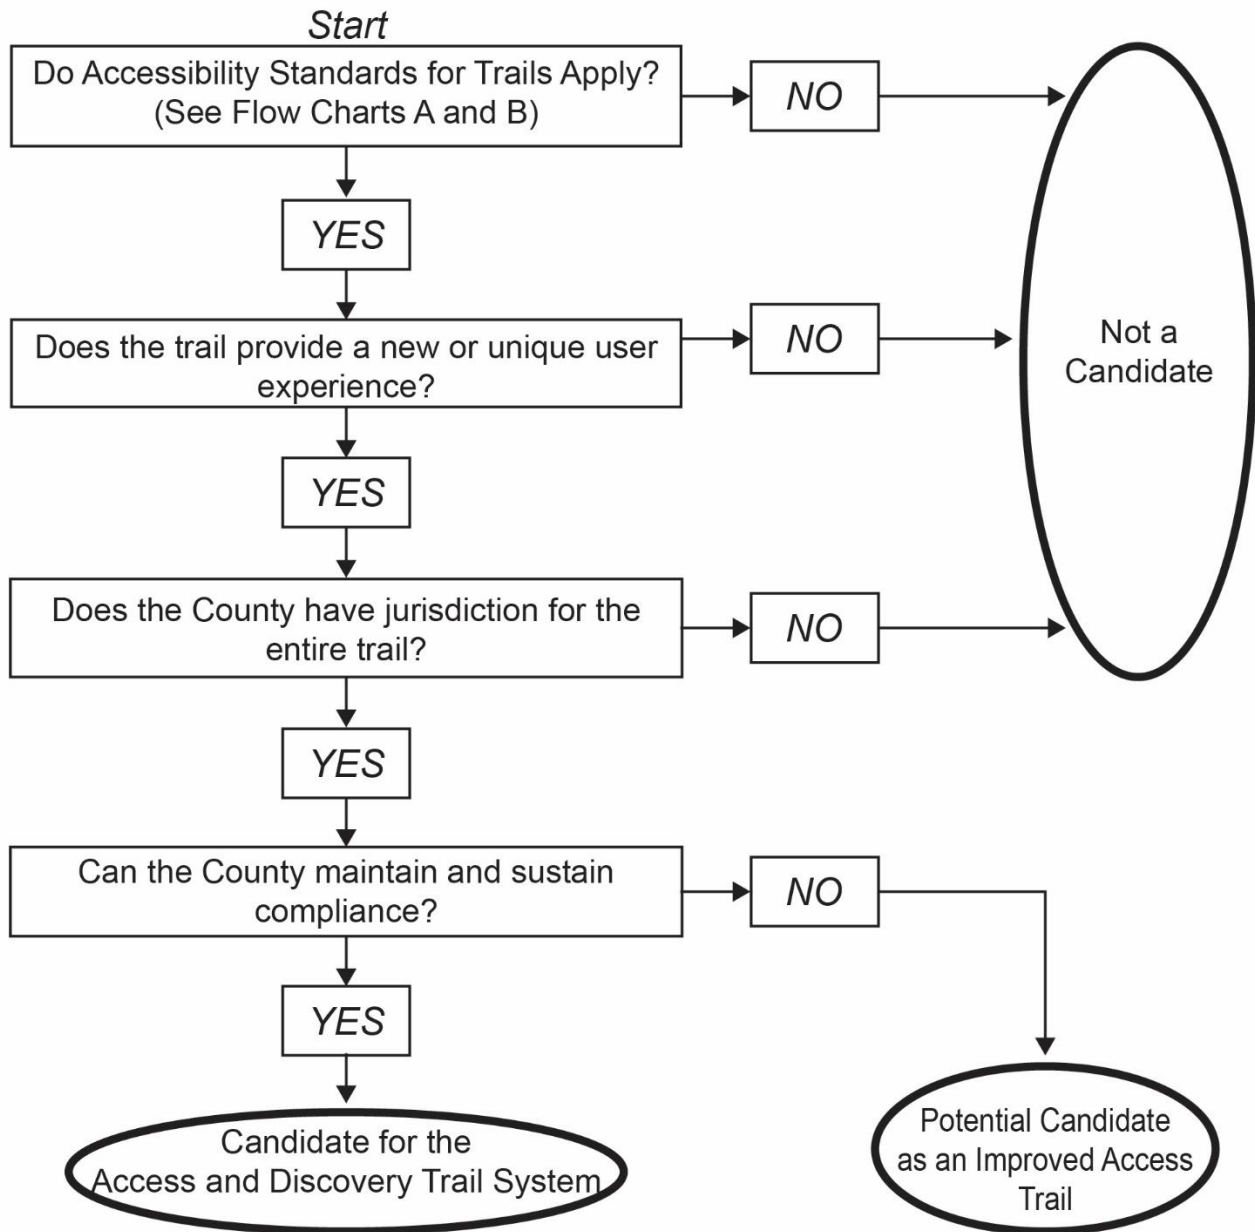 Start
Do Accessibility Standards for Trails Apply?
(See Flow Charts A and B)
NO
YES
Does the trail provide a new or unique user
experience?
NO
Not a
Candidate
YES
Does the County have jurisdiction for the
entire trail?
NO
YES
Can the County maintain and sustain
compliance?
NO
YES
Candidate for the
Access and Discovery Trail System
Potential Candidate
as an Improved Access
Trail